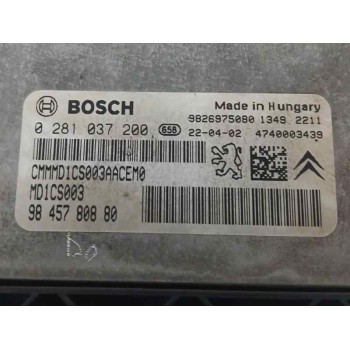 BOSCH
Made in Hungary
9826975080 1349 2211
0 281 037 200 658
22-04-02 4740003439
CMMMD1CS003AACEM0
MD1CS003
98 457 808 80